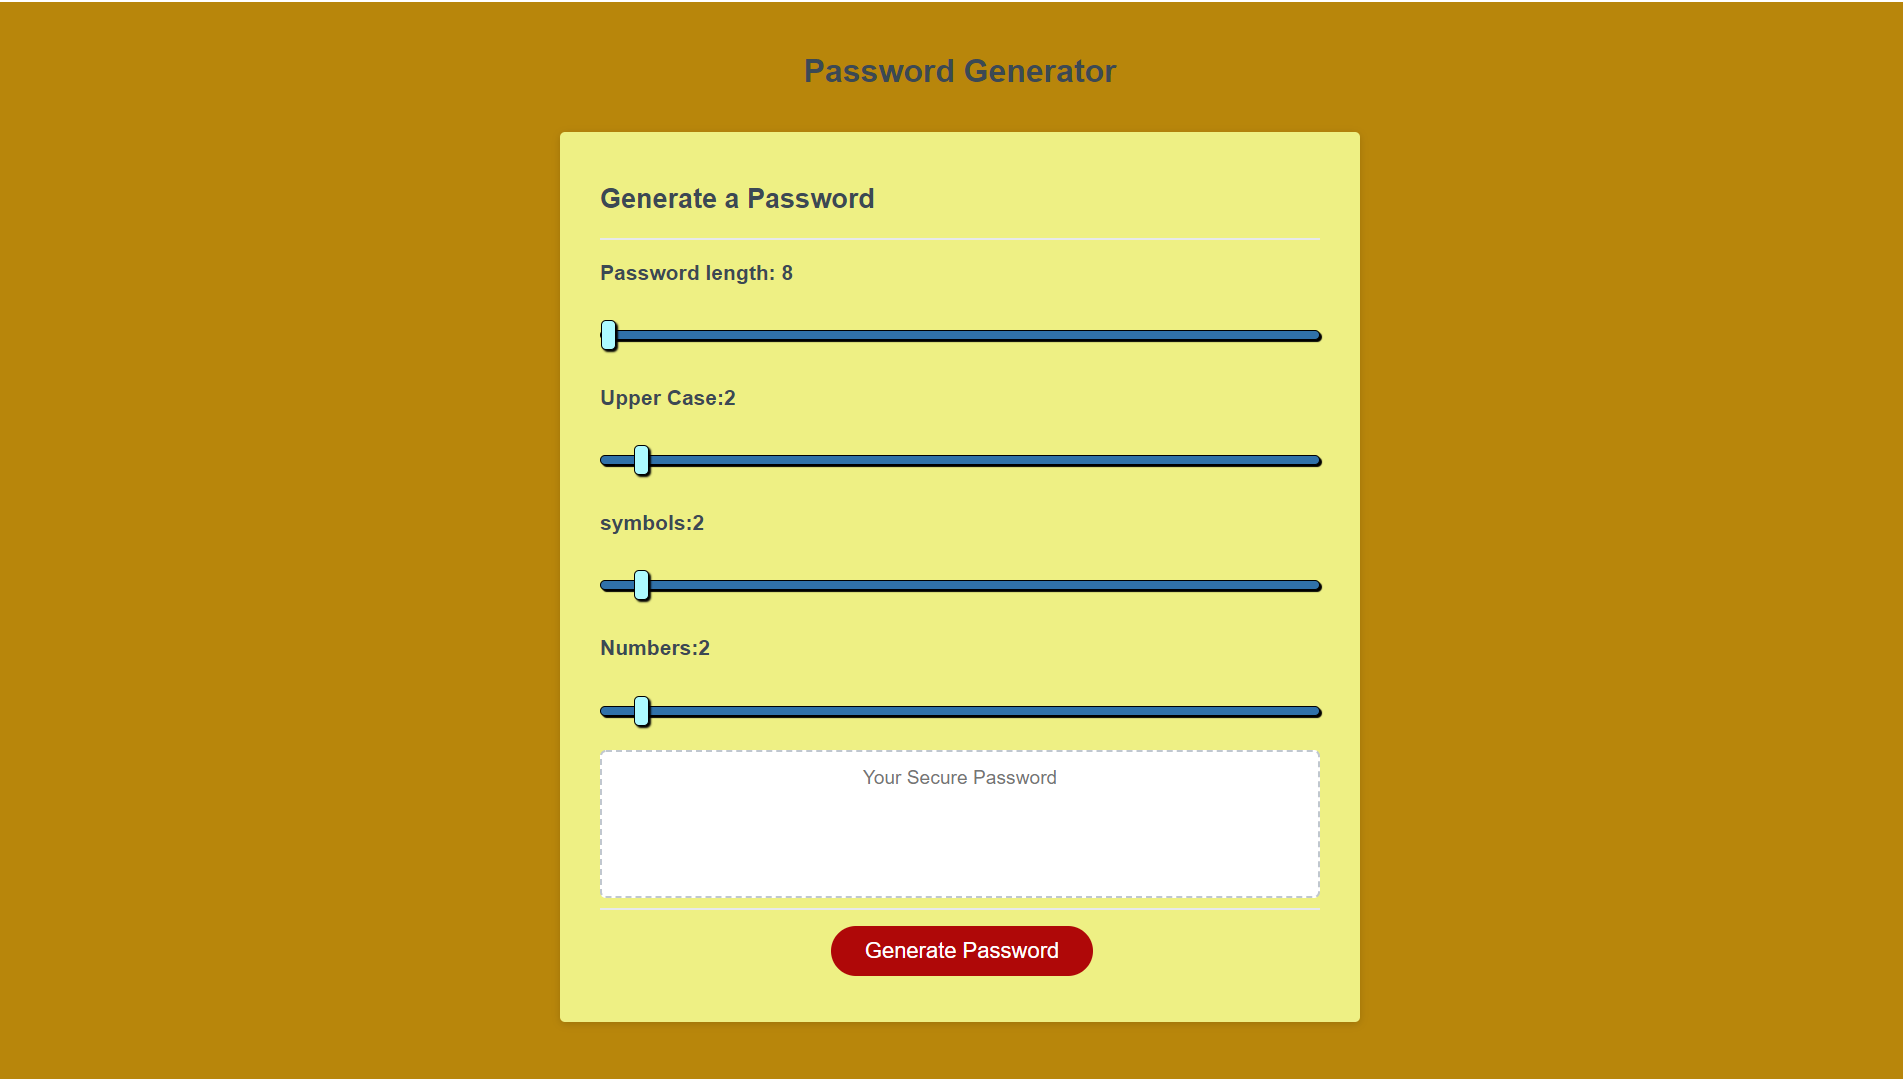 Password Generator
Generate a Password
Password length: 8
Upper Case:2
symbols:2
Numbers:2
Your Secure Password
Generate Password